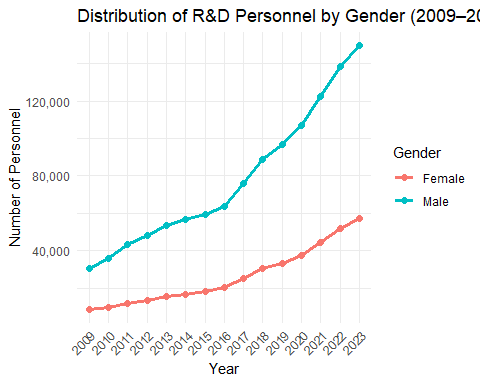 Distribution of R&D Personnel by Gender (2009–20
Number of Personnel
120,000
80,000
40,000
2009 2010 2011 2012 2013 2014 2015 2016 2017 2018 2019 2020 2021 2022 2023
Year
Gender
Female
Male